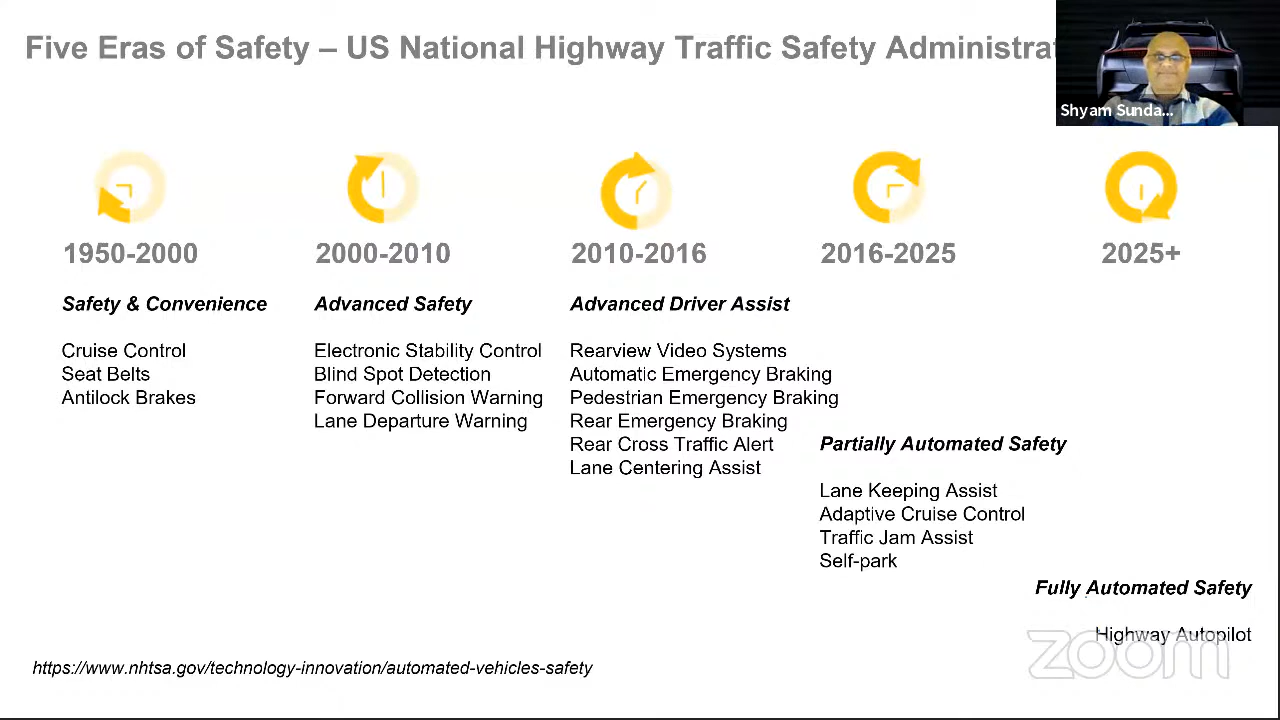 Five Eras of Safety – US National Highway Traffic Safety Administrat
Shyam Sunda...
1950-2000
Safety & Convenience
Cruise Control
Seat Belts
Antilock Brakes
2000-2010
Advanced Safety
Electronic Stability Control
Blind Spot Detection
Forward Collision Warning
Lane Departure Warning
2010-2016
Advanced Driver Assist
Rearview Video Systems
Automatic Emergency Braking
Pedestrian Emergency Braking
Rear Emergency Braking
Rear Cross Traffic Alert
Lane Centering Assist
2016-2025
Partially Automated Safety
Lane Keeping Assist
Adaptive Cruise Control
Traffic Jam Assist
Self-park
2025+
Fully Automated Safety
Highway Autopilot
https://www.nhtsa.gov/technology-innovation/automated-vehicles-safety
zoom